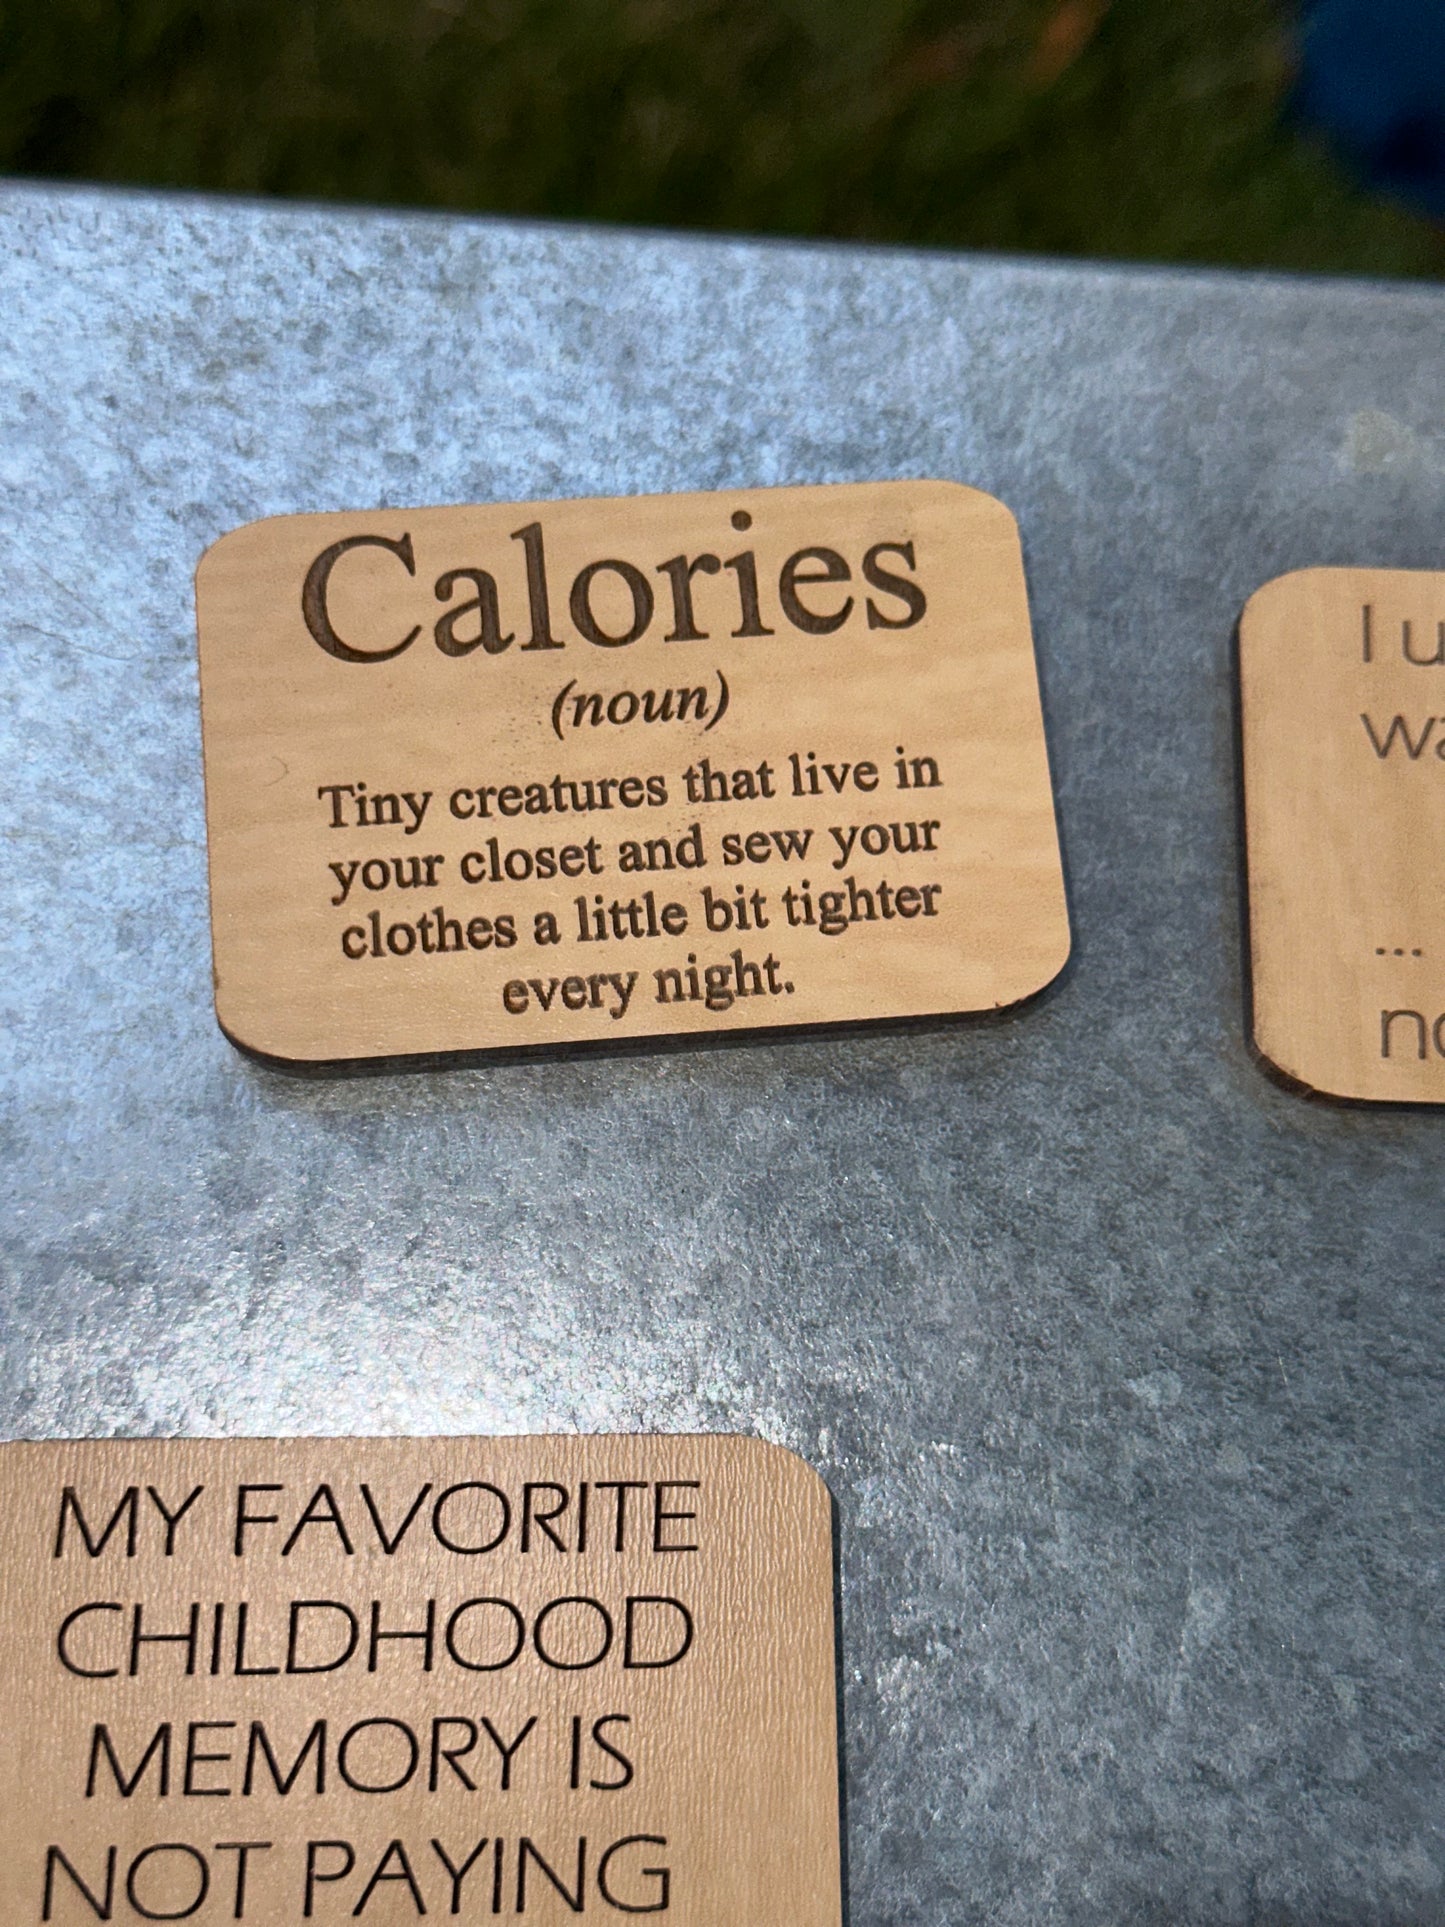 Calories
(noun)
Tiny creatures that live in
your closet and sew your
clothes a little bit tighter
every night.
I
...
MY FAVORITE
CHILDHOOD
MEMORY IS
NOT PAYING